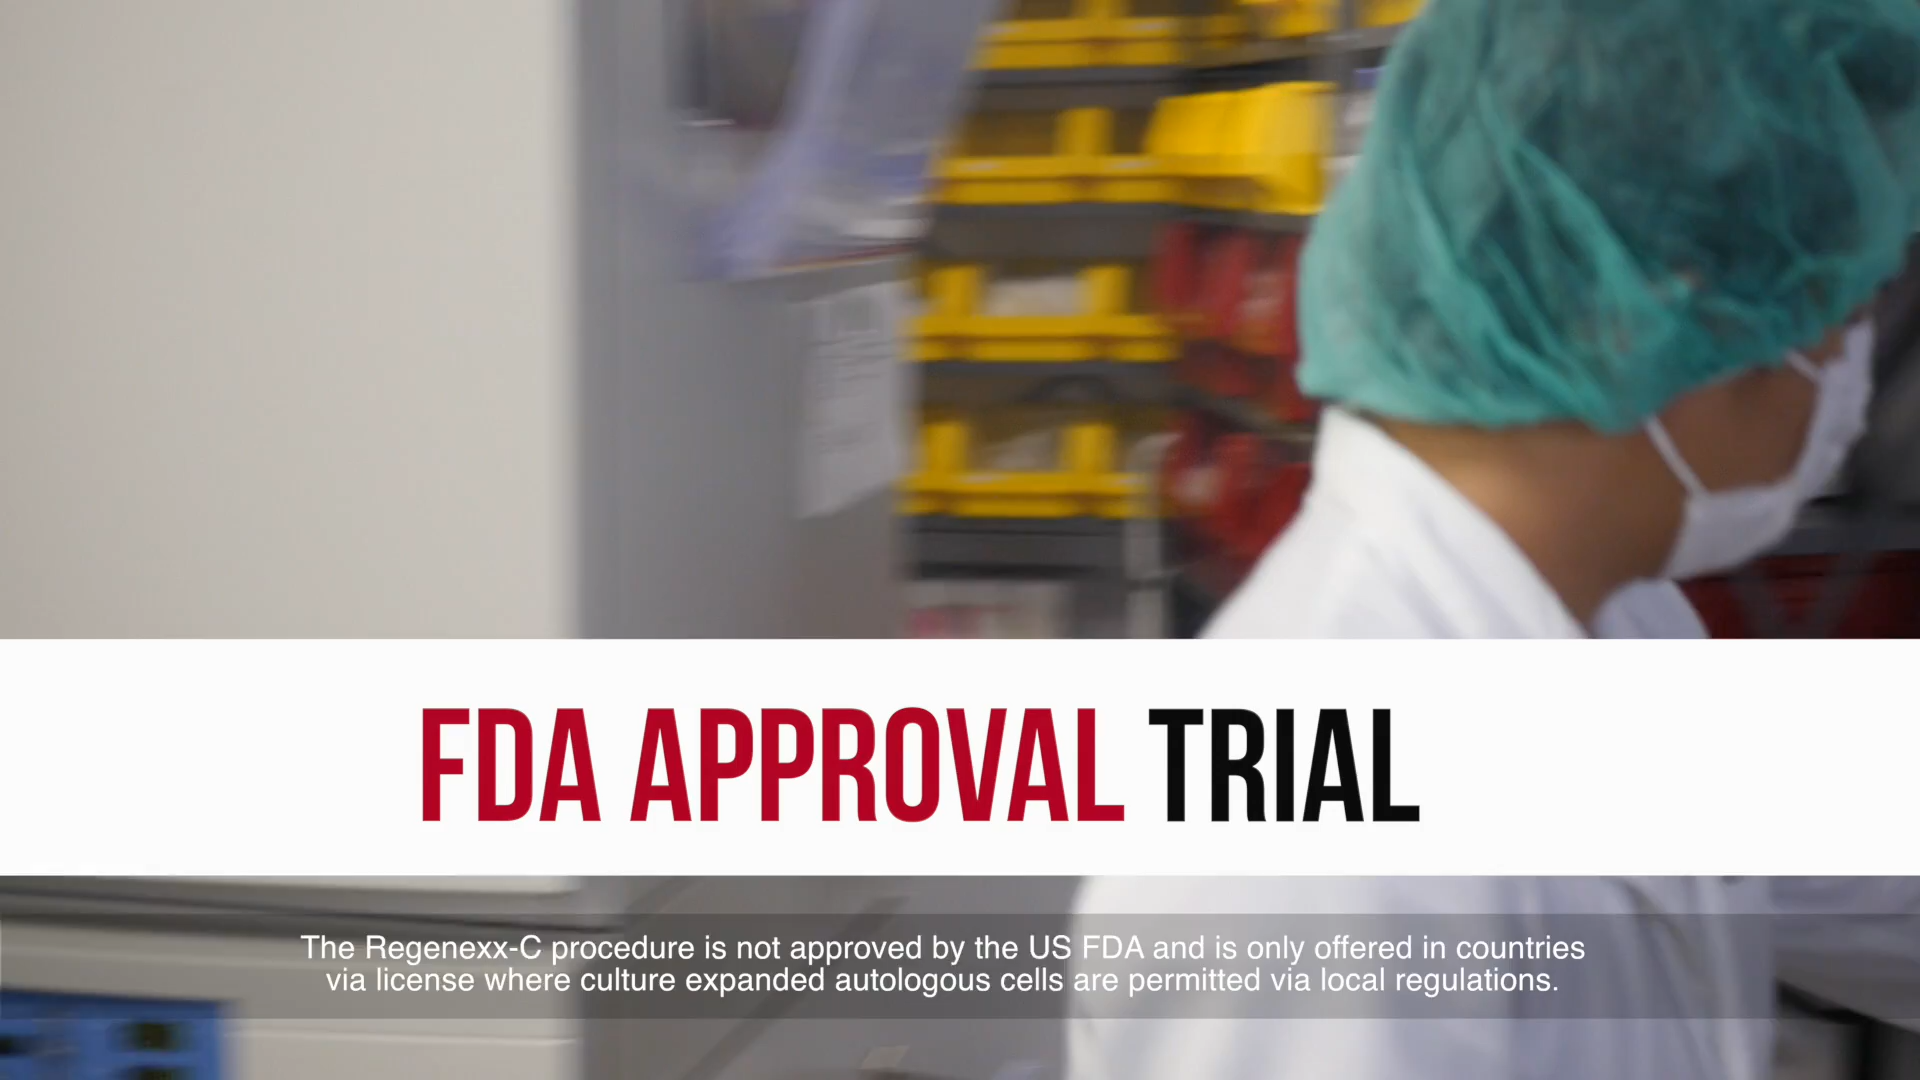 FDA APPROVAL TRIAL
The Regenexx-C procedure is not approved by the US FDA and is only offered in countries
via license where culture expanded autologous cells are permitted via local regulations.